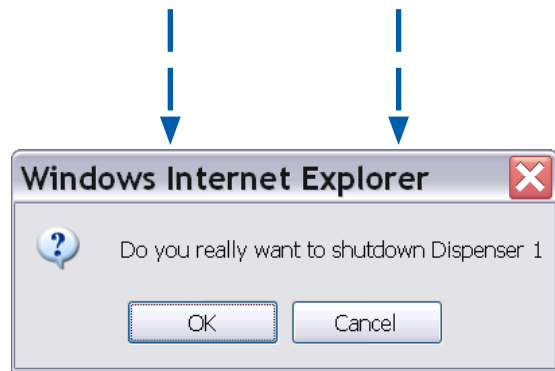 Windows Internet Explorer
Do you really want to shutdown Dispenser 1
OK
Cancel